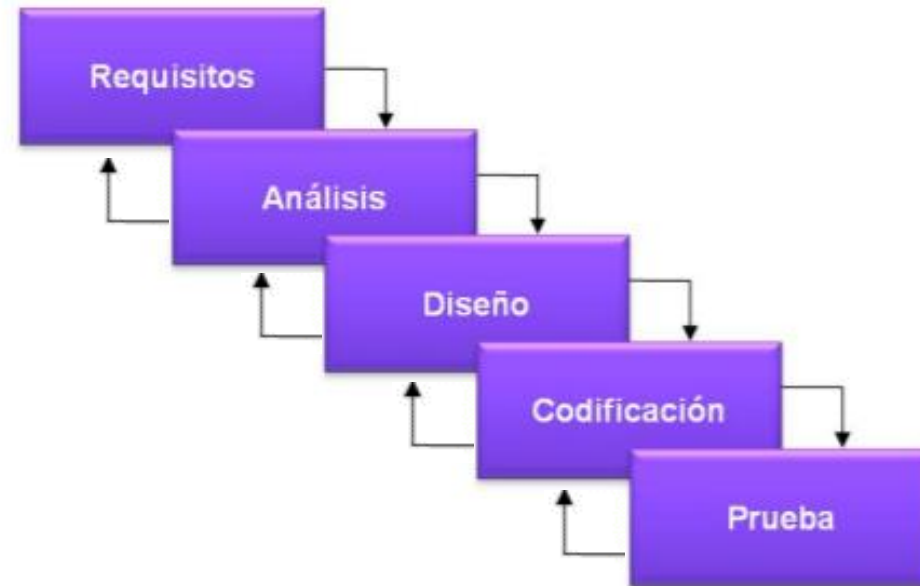 Requisitos
Análisis
Diseño
Codificación
Prueba